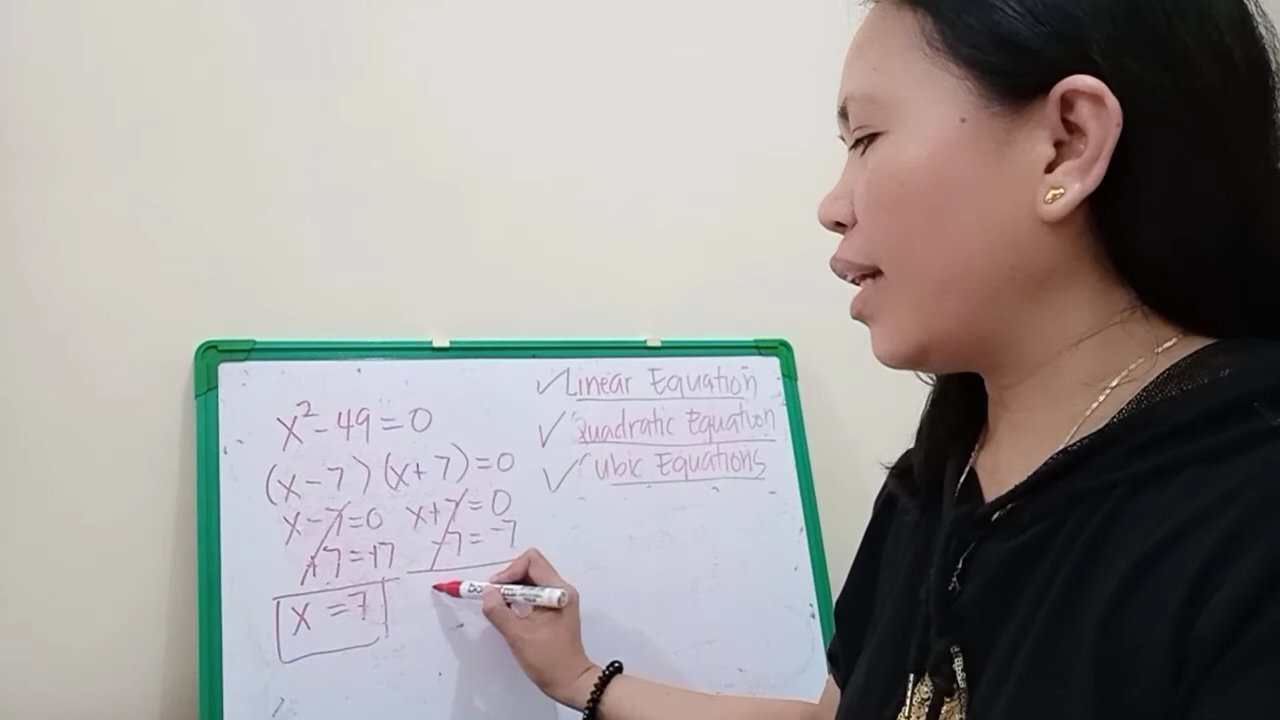 x²-49=0
(x-7)(x+7)=0
x-7=0 x+7=0
+7=+7 -7=-7
x=7
✓Linear Equation
✓Quadratic Equation
✓Cubic Equations